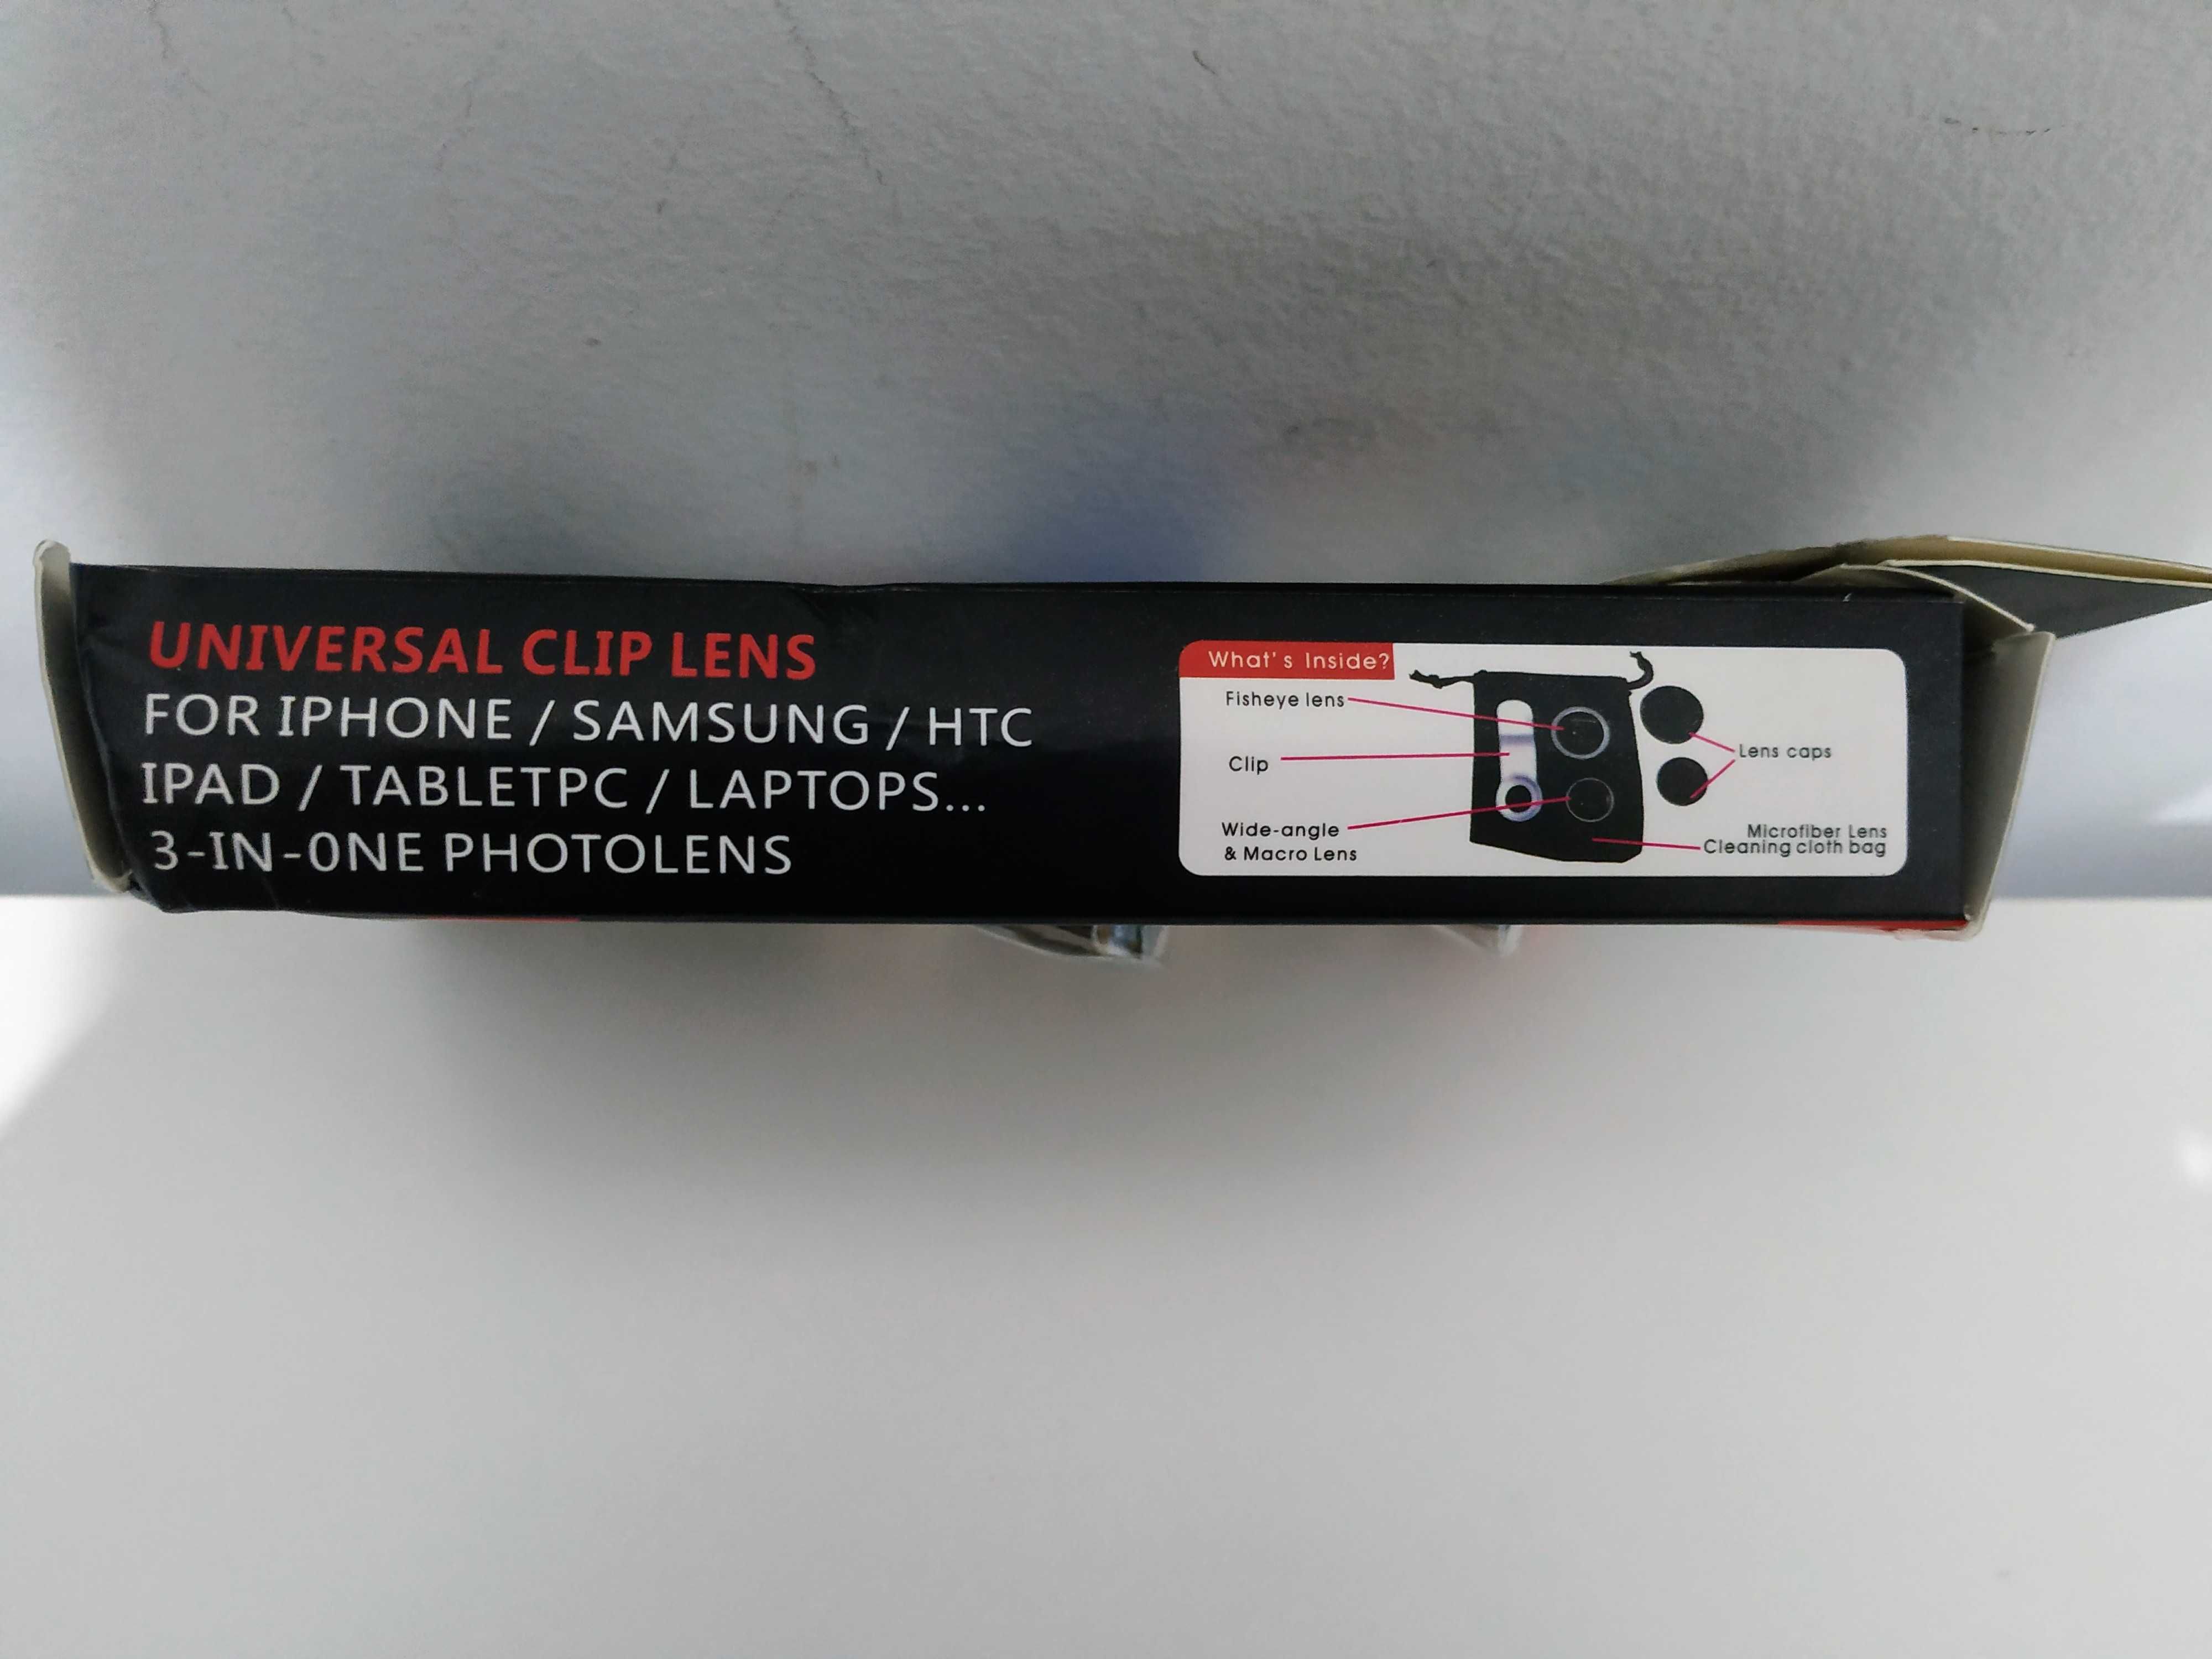 UNIVERSAL CLIP LENS
FOR IPHONE / SAMSUNG / HTC
IPAD / TABLETPC / LAPTOPS...
3-IN-ONE PHOTOLENS
What's Inside?
Fisheye lens
Clip
Wide-angle
& Macro Lens
Lens caps
Microfiber Lens
Cleaning cloth bag